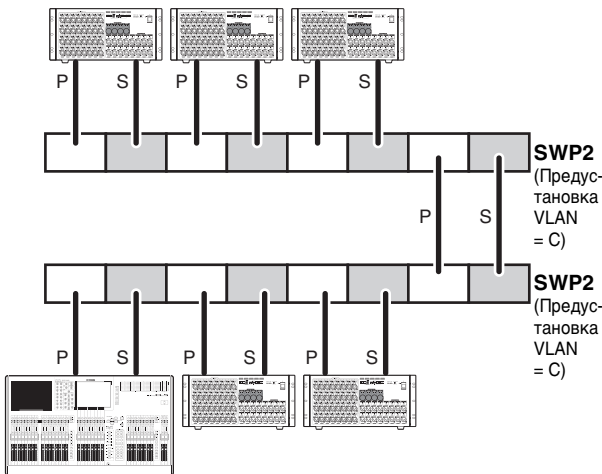 P S P S P S
SWP2
(Предус-
тановка
VLAN
= C)
P S
SWP2
(Предус-
тановка
VLAN
= C)
P S P S P S